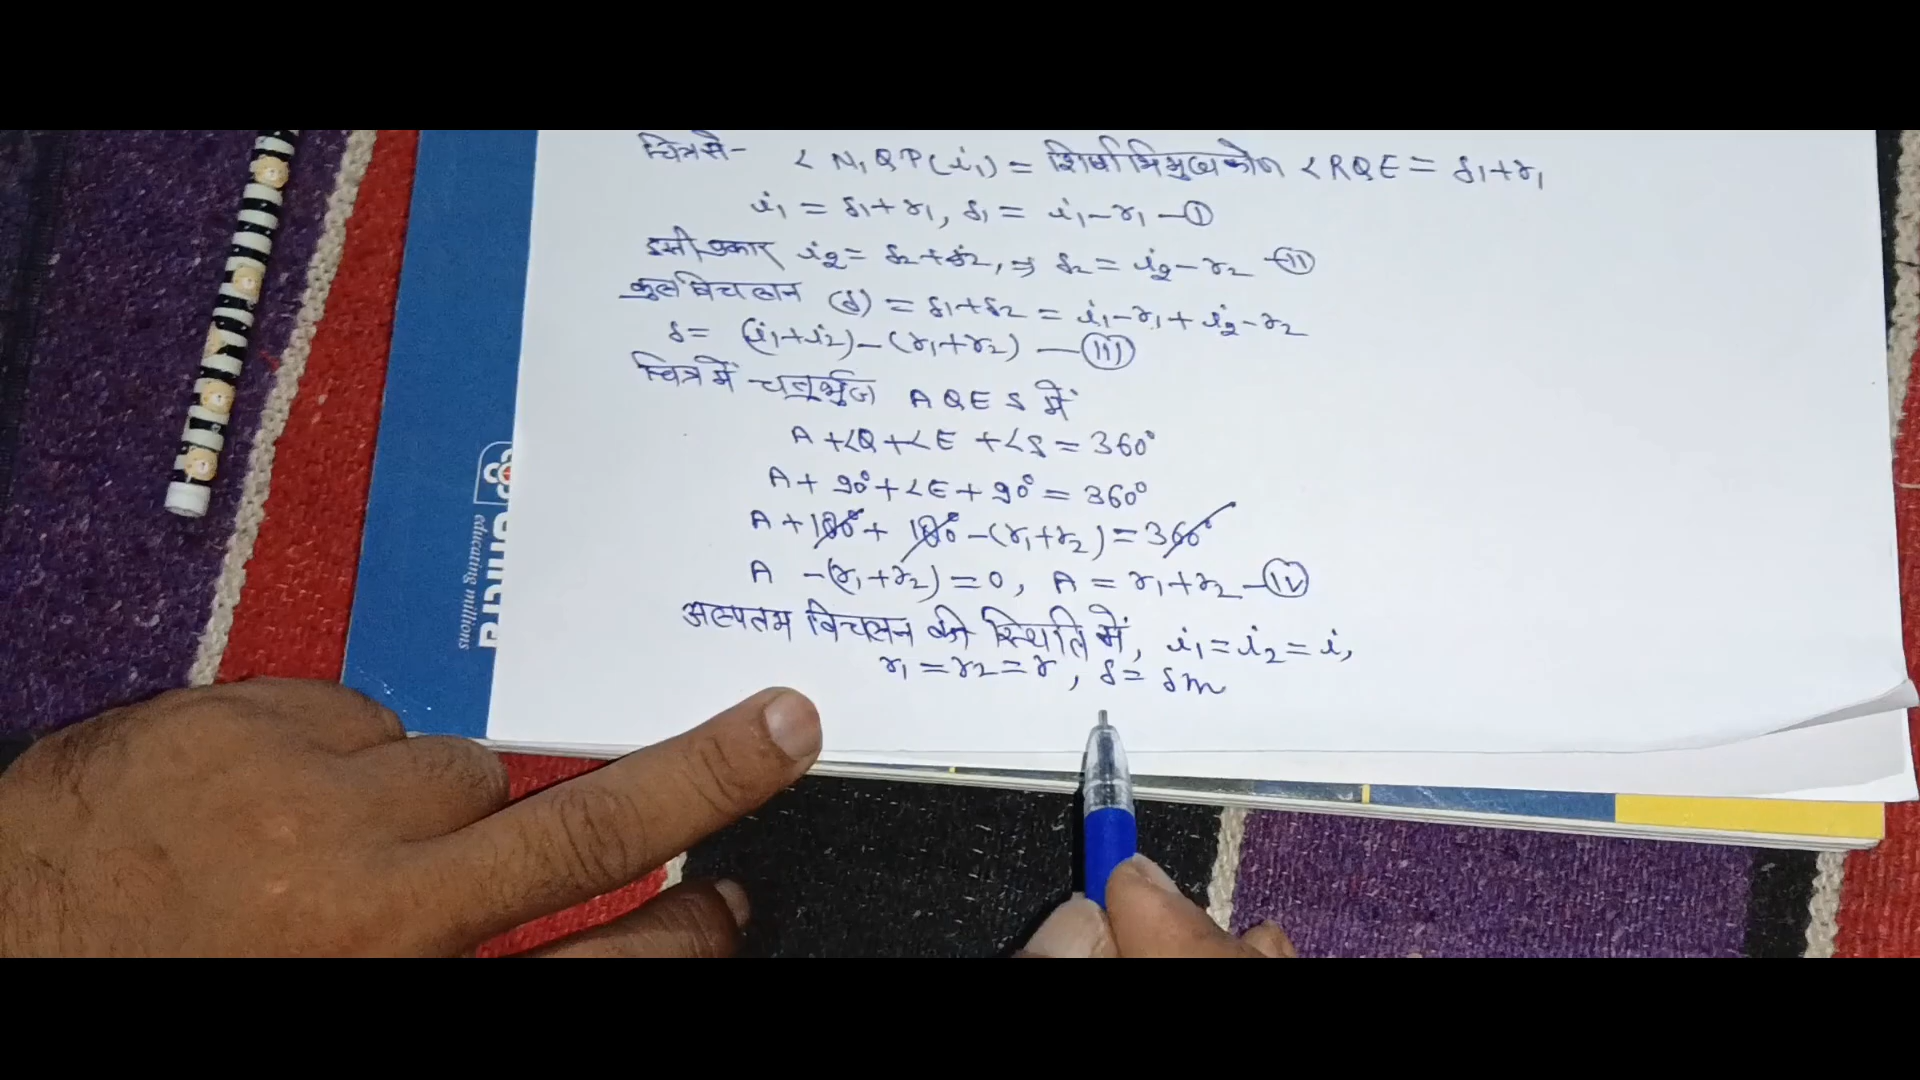 चित्र से- < N₁QP(i₁) = शिर्षाभिमुख कोण < RQE = δ₁+r₁
i₁ = δ₁+r₁, δ₁ = i₁-r₁ —(I)
इसी प्रकार i₂ = δ₂+r₂, ⇒ δ₂ = i₂-r₂ —(II)
कुल विचलन (δ) = δ₁+δ₂ = i₁-r₁+i₂-r₂
δ= (i₁+i₂)-(r₁+r₂) —(III)
चित्र में चतुर्भुज AQES में
A+<Q+<E +<S = 360°
A+ 90°+<E+90° = 360°
A+180°+ 180°-(r₁+r₂) = 360°
A -(r₁+r₂) = 0, A = r₁+r₂ —(IV)
अल्पतम विचलन की स्थिति में, i₁=i₂=i,
r₁=r₂=r, δ= δm
educating millions